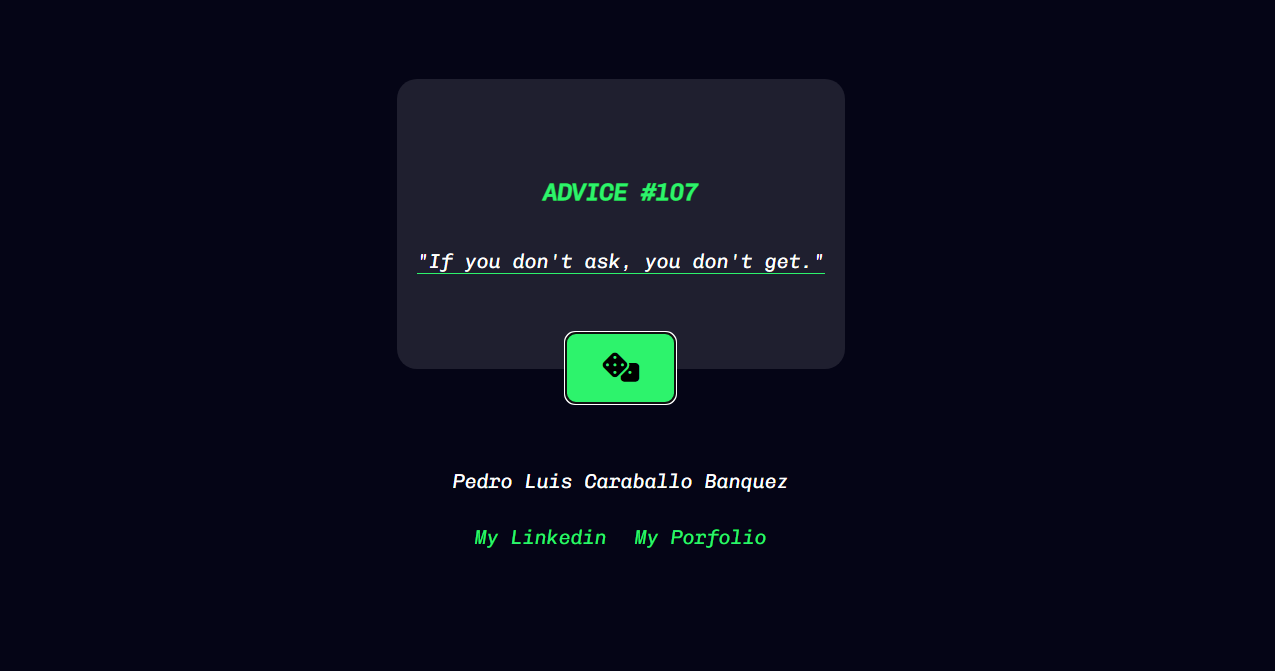 ADVICE #107
"If you don't ask, you don't get."
Pedro Luis Caraballo Banquez
My Linkedin My Porfolio